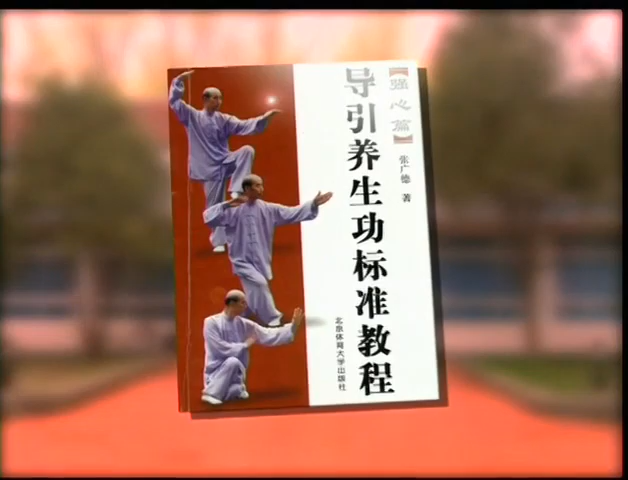 【强心篇】
导引养生功标准教程
张广德 著
北京体育大学出版社